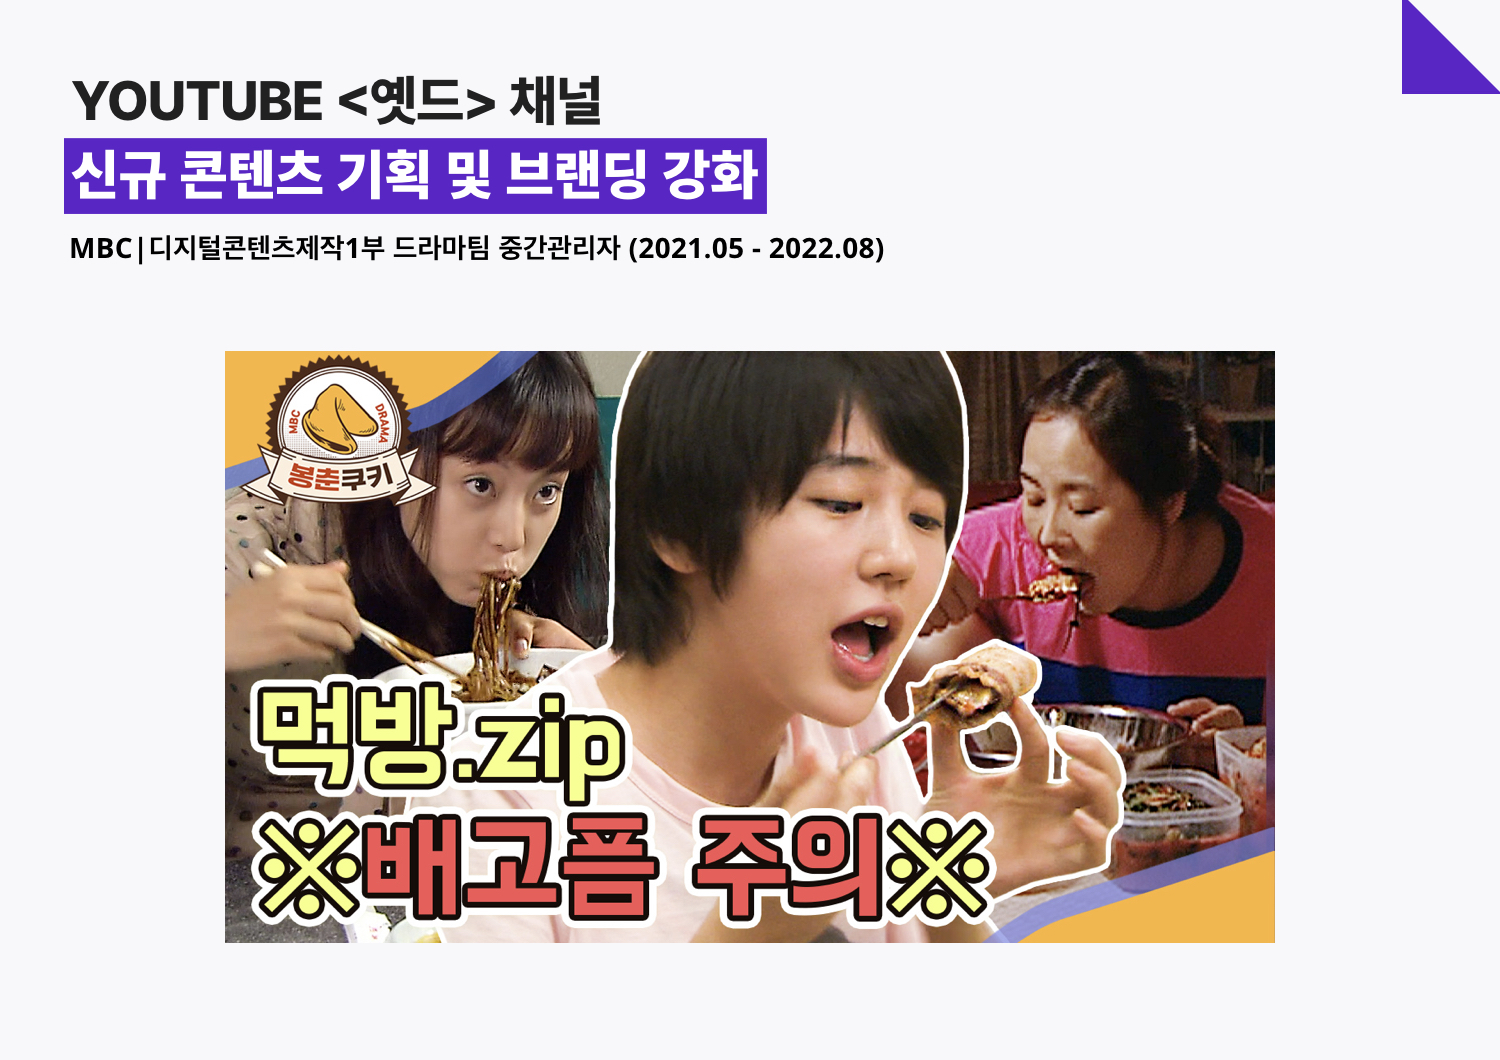 YOUTUBE <옛드> 채널
신규 콘텐츠 기획 및 브랜딩 강화
MBC|디지털콘텐츠제작1부 드라마팀 중간관리자 (2021.05 - 2022.08)
MBC DRAMA
봉춘쿠키
먹방.zip
※배고픔 주의※